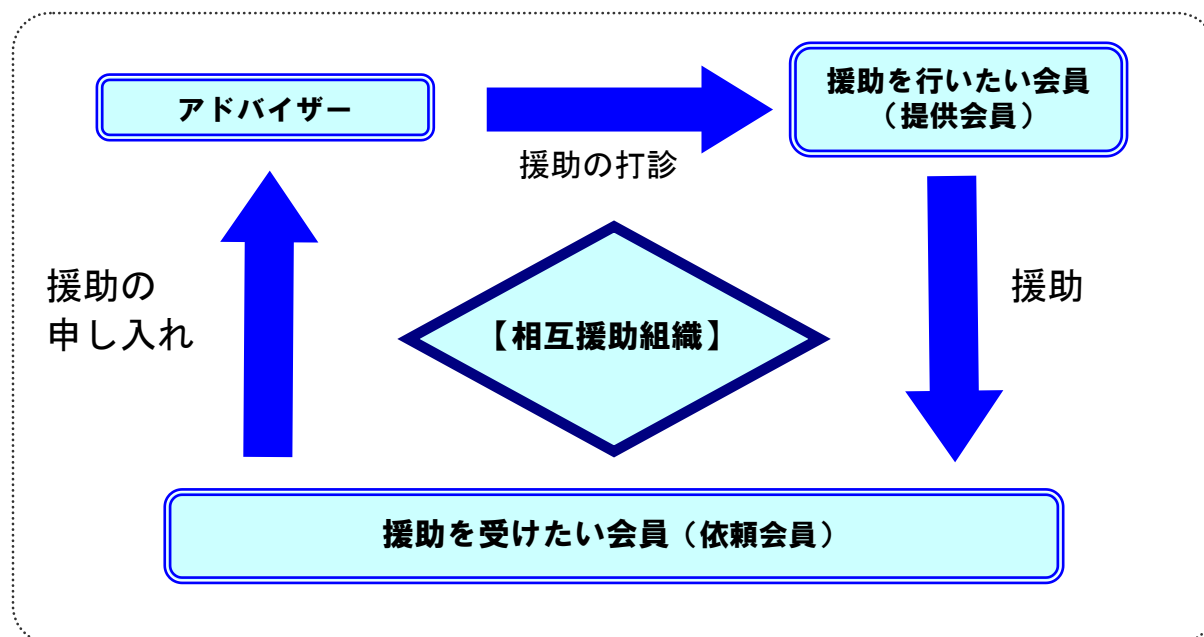 アドバイザー
援助を行いたい会員
（提供会員）
援助の打診
援助の
申し入れ
【相互援助組織】
援助
援助を受けたい会員（依頼会員）